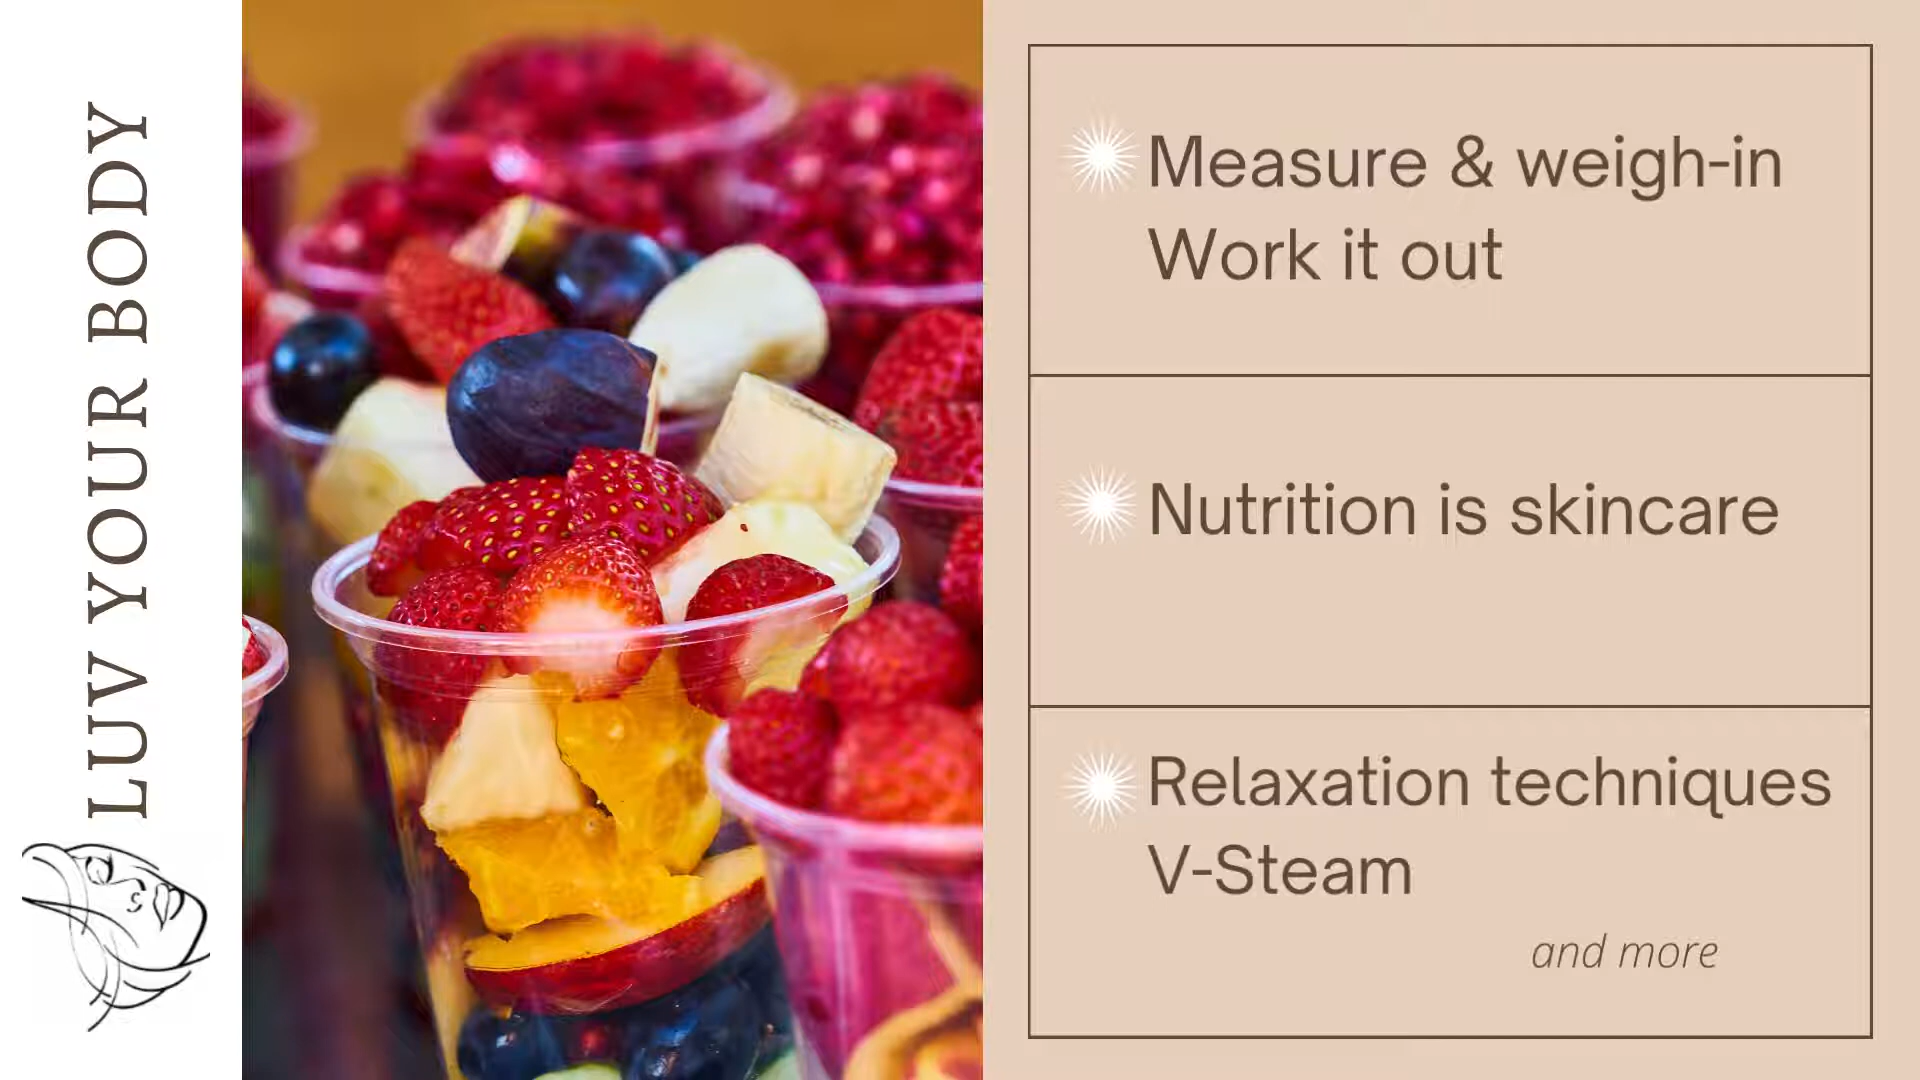 LUV YOUR BODY
Measure & weigh-in
Work it out
Nutrition is skincare
Relaxation techniques
V-Steam
and more